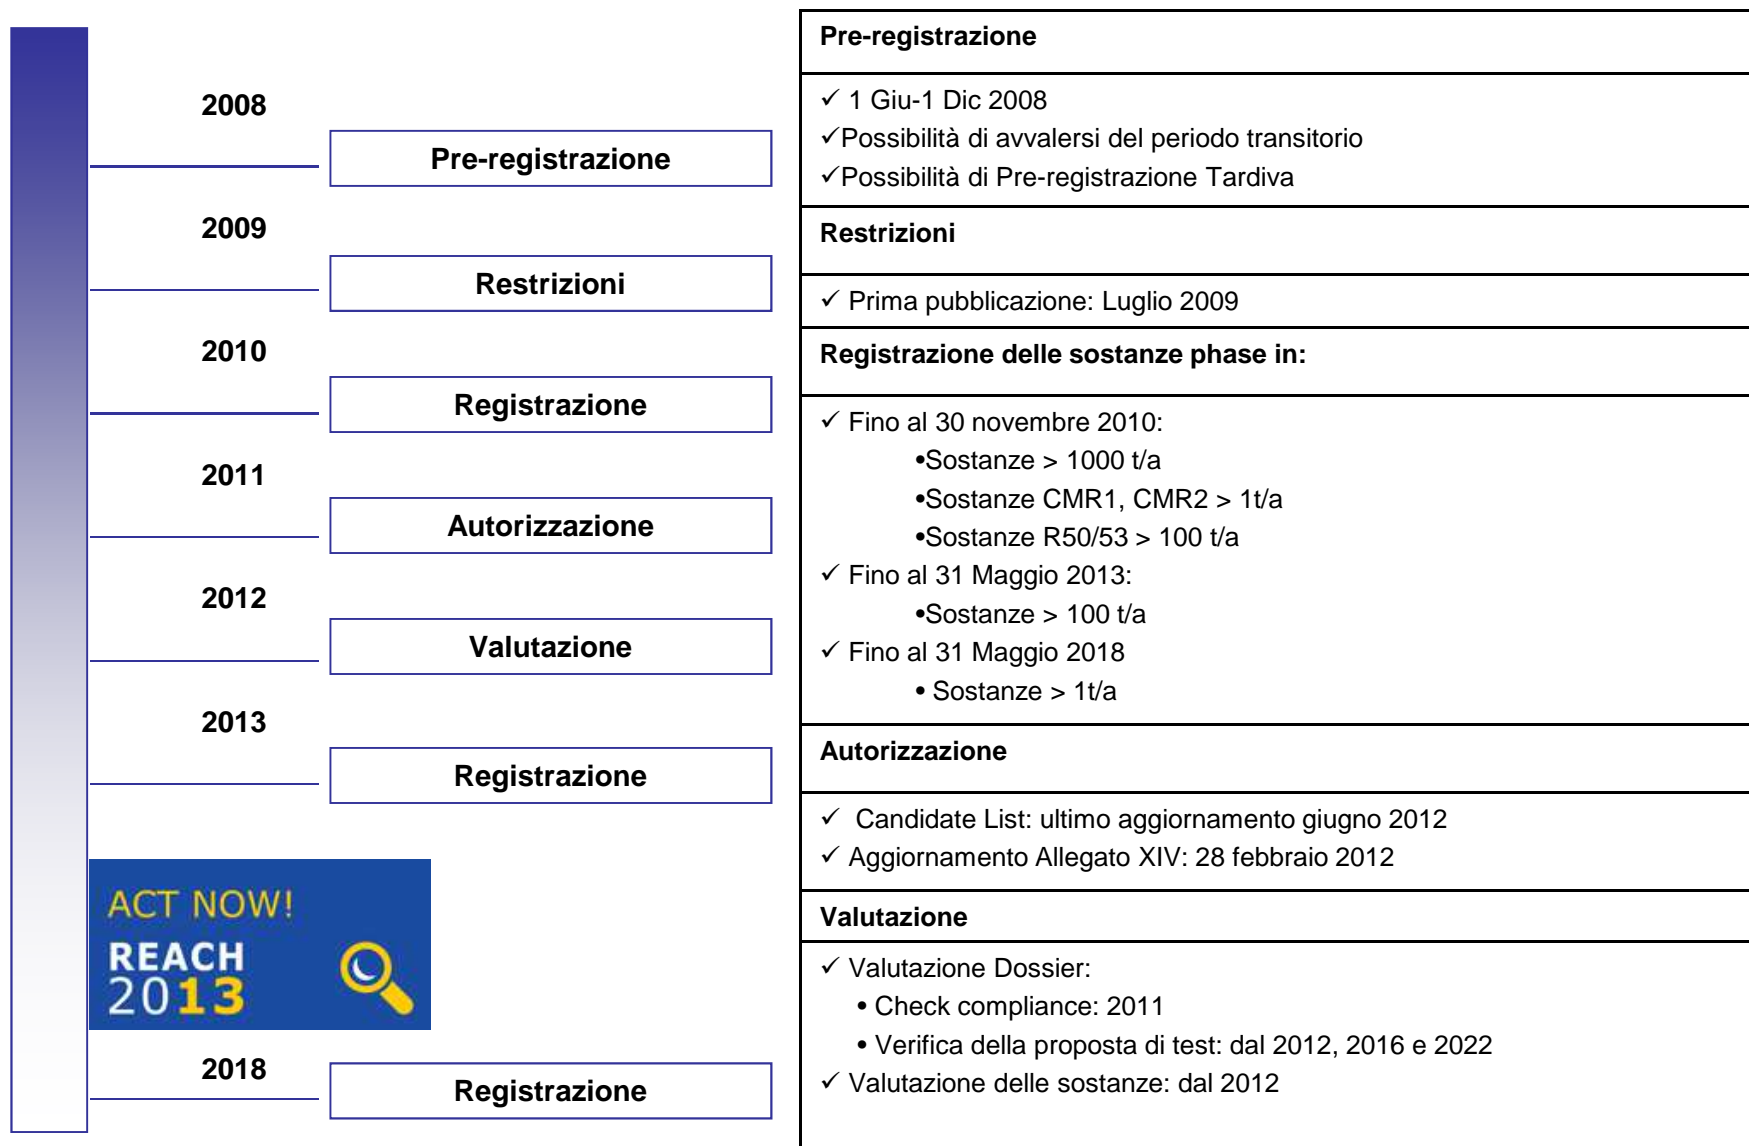 2008
Pre-registrazione
2009
Restrizioni
2010
Registrazione
2011
Autorizzazione
2012
Valutazione
2013
Registrazione
ACT NOW!
REACH
2013
2018
Registrazione
Pre-registrazione
✓ 1 Giu-1 Dic 2008
✓Possibilità di avvalersi del periodo transitorio
✓Possibilità di Pre-registrazione Tardiva
Restrizioni
✓ Prima pubblicazione: Luglio 2009
Registrazione delle sostanze phase in:
✓ Fino al 30 novembre 2010:
•Sostanze > 1000 t/a
•Sostanze CMR1, CMR2 > 1t/a
•Sostanze R50/53 > 100 t/a
✓ Fino al 31 Maggio 2013:
•Sostanze > 100 t/a
✓ Fino al 31 Maggio 2018
• Sostanze > 1t/a
Autorizzazione
✓ Candidate List: ultimo aggiornamento giugno 2012
✓ Aggiornamento Allegato XIV: 28 febbraio 2012
Valutazione
✓ Valutazione Dossier:
• Check compliance: 2011
• Verifica della proposta di test: dal 2012, 2016 e 2022
✓ Valutazione delle sostanze: dal 2012